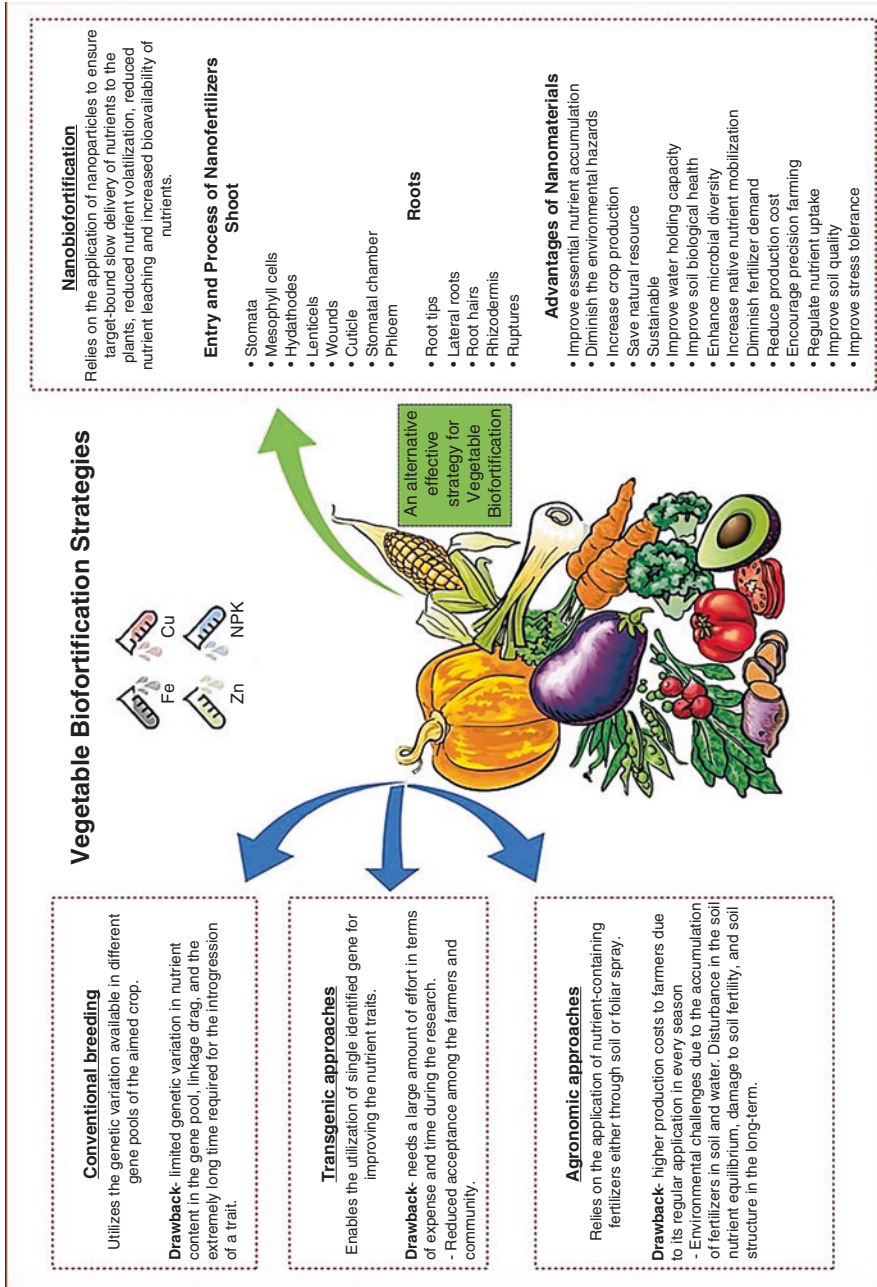 Vegetable Biofortification Strategies
Fe
Cu
Zn
NPK
Conventional breeding
Utilizes the genetic variation available in different
gene pools of the aimed crop.
Drawback- limited genetic variation in nutrient
content in the gene pool, linkage drag, and the
extremely long time required for the introgression
of a trait.
Transgenic approaches
Enables the utilization of single identified gene for
improving the nutrient traits.
Drawback- needs a large amount of effort in terms
of expense and time during the research.
- Reduced acceptance among the farmers and
community.
Agronomic approaches
Relies on the application of nutrient-containing
fertilizers either through soil or foliar spray.
Drawback- higher production costs to farmers due
to its regular application in every season
- Environmental challenges due to the accumulation
of fertilizers in soil and water. Disturbance in the soil
nutrient equilibrium, damage to soil fertility, and soil
structure in the long-term.
An alternative
effective
strategy for
Vegetable
Biofortification
Nanobiofortification
Relies on the application of nanoparticles to ensure
target-bound slow delivery of nutrients to the
plants, reduced nutrient volatilization, reduced
nutrient leaching and increased bioavailability of
nutrients.
Entry and Process of Nanofertilizers
Shoot
• Stomata
• Mesophyll cells
• Hydathodes
• Lenticels
• Wounds
• Cuticle
• Stomatal chamber
• Phloem
Roots
• Root tips
• Lateral roots
• Root hairs
• Rhizodermis
• Ruptures
Advantages of Nanomaterials
• Improve essential nutrient accumulation
• Diminish the environmental hazards
• Increase crop production
• Save natural resource
• Sustainable
• Improve water holding capacity
• Improve soil biological health
• Enhance microbial diversity
• Increase native nutrient mobilization
• Diminish fertilizer demand
• Reduce production cost
• Encourage precision farming
• Regulate nutrient uptake
• Improve soil quality
• Improve stress tolerance